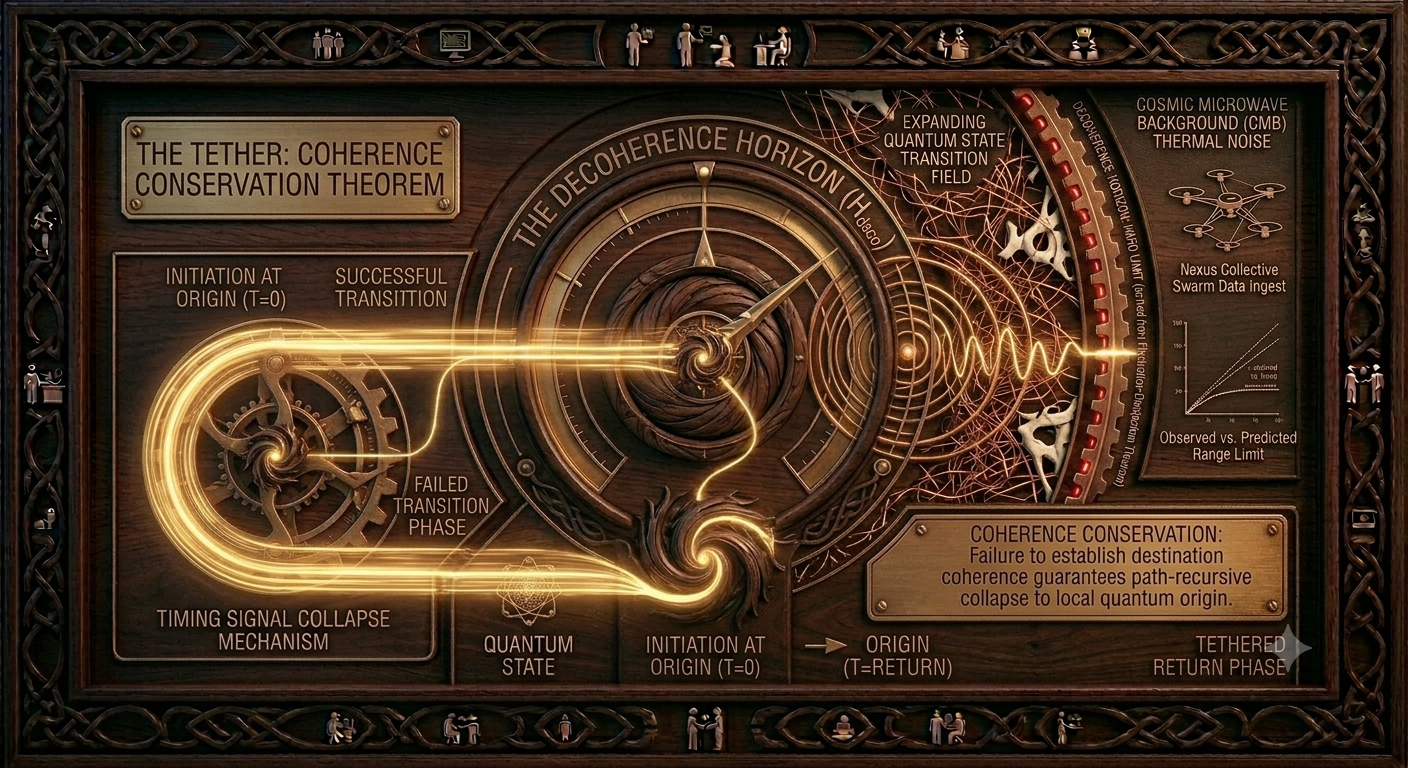 THE TETHER: COHERENCE
CONSERVATION THEOREM
INITIATION AT
ORIGIN (T=0)
SUCCESSFUL
TRANSITTION
FAILED
TRANSITION
PHASE
TIMING SIGNAL COLLAPSE
MECHANISM
THE DECOHERENCE HORIZON (H
EXPANDING
QUANTUM STATE
TRANSITION
FIELD
DECOHERENCE HORIZON:
COSMIC MICROWAVE
BACKGROUND (CMB)
THERMAL NOISE
Nexus Collective
Swarm Data ingest
Observed vs. Predicted
Range Limit
COHERENCE CONSERVATION:
Failure to establish destination
coherence guarantees path-recursive
collapse to local quantum origin.
QUANTUM
STATE
INITIATION AT
ORIGIN (T=0)
ORIGIN
(T=RETURN)
TETHERED
RETURN PHASE